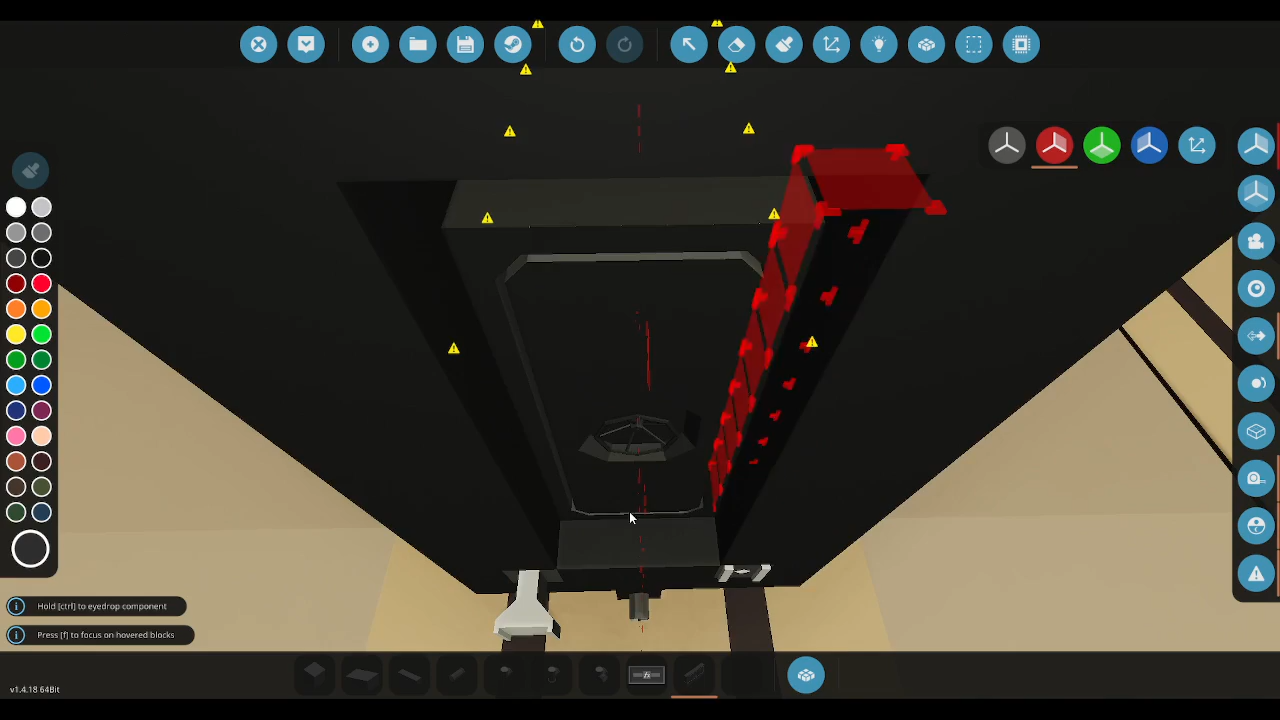 Hold [ctrl] to eyedrop component
Press [f] to focus on hovered blocks
v1.4.18 64Bit